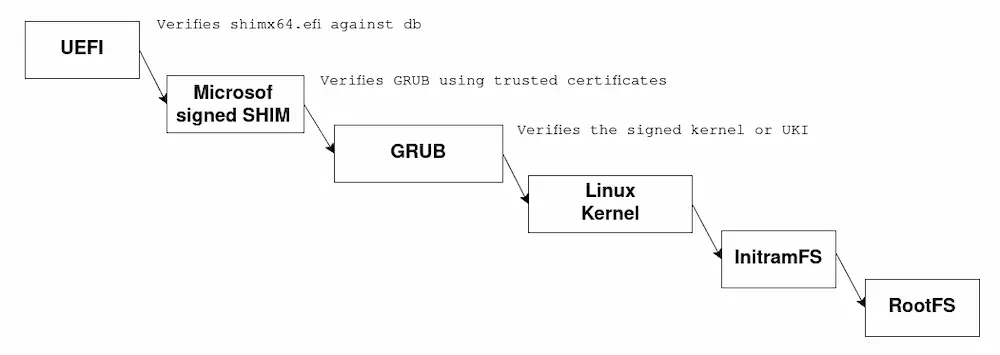 Verifies shimx64.efi against db
UEFI
Verifies GRUB using trusted certificates
Microsof
signed SHIM
Verifies the signed kernel or UKI
GRUB
Linux
Kernel
InitramFS
RootFS